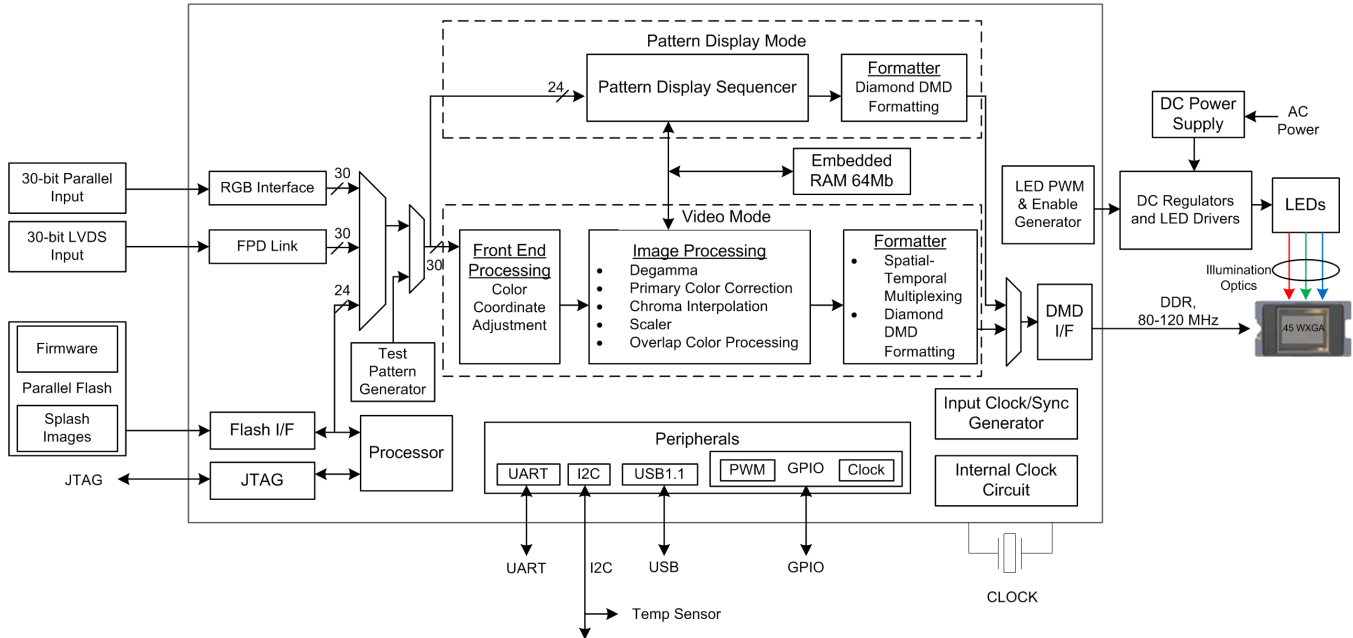 Pattern Display Mode
24
Pattern Display Sequencer
Formatter
Diamond DMD
Formatting
DC Power
Supply
AC
Power
30-bit Parallel
Input
RGB Interface
30
Embedded
RAM 64Mb
LED PWM
& Enable
Generator
DC Regulators
and LED Drivers
LEDs
30-bit LVDS
Input
FPD Link
30
30
Video Mode
Front End
Processing
Color
Coordinate
Adjustment
Image Processing
• Degamma
• Primary Color Correction
• Chroma Interpolation
• Scaler
• Overlap Color Processing
Formatter
• Spatial-
Temporal
Multiplexing
• Diamond
DMD
Formatting
Illumination
Optics
24
DMD
I/F
DDR,
80-120 MHz
.45 WXGA
Firmware
Parallel Flash
Splash
Images
Test
Pattern
Generator
Flash I/F
Processor
JTAG
JTAG
Peripherals
UART
I2C
USB1.1
PWM
GPIO
Clock
Input Clock/Sync
Generator
Internal Clock
Circuit
UART
I2C
USB
GPIO
CLOCK
Temp Sensor